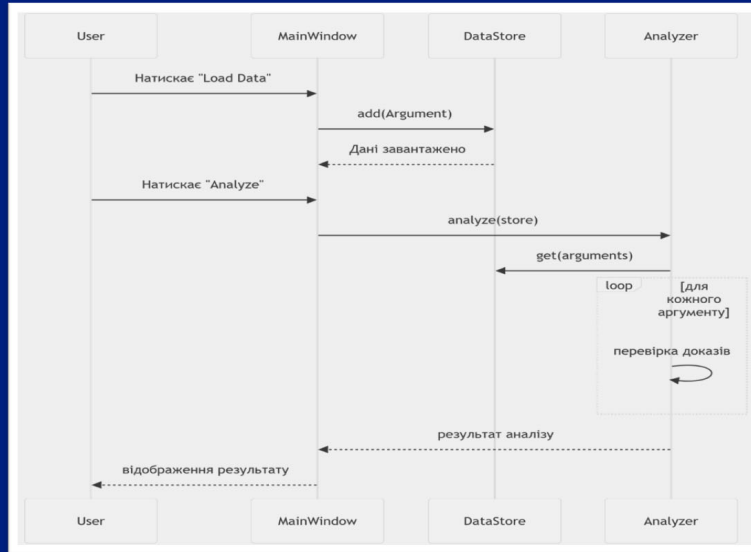 User
MainWindow
DataStore
Analyzer
Натискає "Load Data"
add(Argument)
Дані завантажено
Натискає "Analyze"
analyze(store)
get(arguments)
loop
[для
кожного
аргументу]
перевірка доказів
результат аналізу
відображення результату
User
MainWindow
DataStore
Analyzer